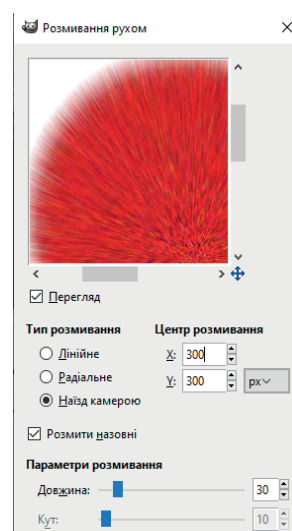 Розмивання рухом
Перегляд
Тип розмивання Центр розмивання
Лінійне X: 300
Радіальне Y: 300 px
Наїзд камерою
Розмити назовні
Параметри розмивання
Довжина: 30
Кут: 10